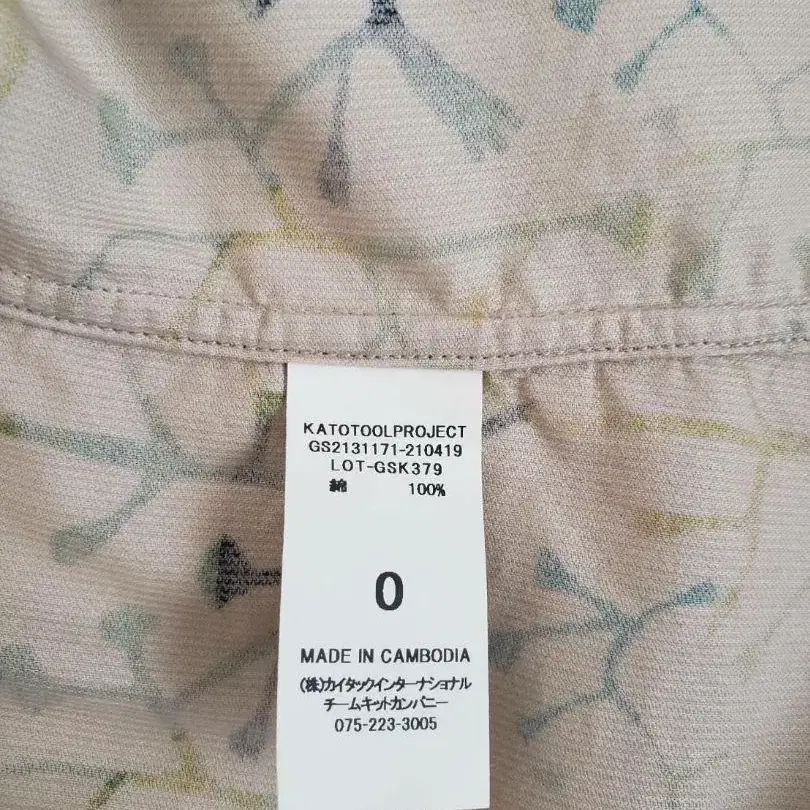 KATOTOOLPROJECT
GS2131171-210419
LOT-GSK379
綿 100%
0
MADE IN CAMBODIA
(株)カイタックインターナショナル
チームキットカンパニー
075-223-3005